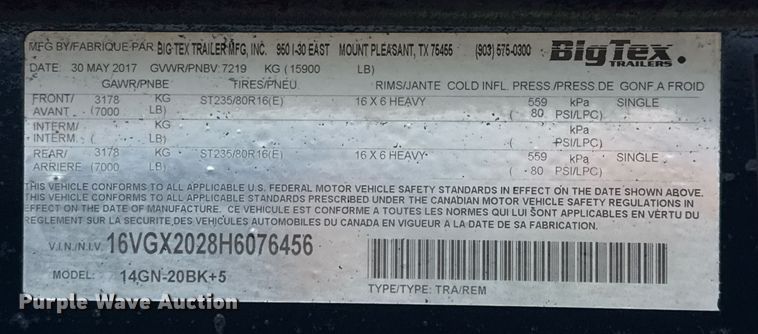 MFG BY/FABRIQUE PAR BIG TEX TRAILER MFG, INC. 950 I-30 EAST MOUNT PLEASANT, TX 75455 (903) 575-0300 BigTex.
TRAILERS
DATE: 30 MAY 2017 GVWR/PNBV: 7219 KG (15900 LB)
GAWR/PNBE TIRES/PNEU RIMS/JANTE COLD INFL. PRESS/PRESS DE GONF A FROID
FRONT/ 3178 KG ST235/80R16(E) 16 X 6 HEAVY 559 kPa SINGLE
AVANT (7000 LB) ( 80 PSI/LPC)
INTERM/ KG kPa
INTERM. ( LB) ( PSI/LPC)
REAR/ 3178 KG ST235/80R16(E) 16 X 6 HEAVY 559 kPa SINGLE
ARRIERE (7000 LB) ( 80 PSI/LPC)
THIS VEHICLE CONFORMS TO ALL APPLICABLE U.S. FEDERAL MOTOR VEHICLE SAFETY STANDARDS IN EFFECT ON THE DATE SHOWN ABOVE.
THIS VEHICLE CONFORMS TO ALL APPLICABLE STANDARDS PRESCRIBED UNDER THE CANADIAN MOTOR VEHICLE SAFETY REGULATIONS IN
EFFECT ON THE DATE OF MANUFACTURE. CE VÉHICULE EST CONFORME A TOUTES LES NORMES QUI LUI SONT APPLICABLES EN VÉRTU DU
REGLEMENT SUR LA SECURITE DES VEHICULES AUTOMOBILES DU CANADA EN VIGUEUR A LA DATE DE SA FABRICATION.
V.I.N./N.I.V. 16VGX2028H6076456
MODEL: 14GN-20BK+5
TYPE/TYPE: TRA/REM
Purple Wave Auction